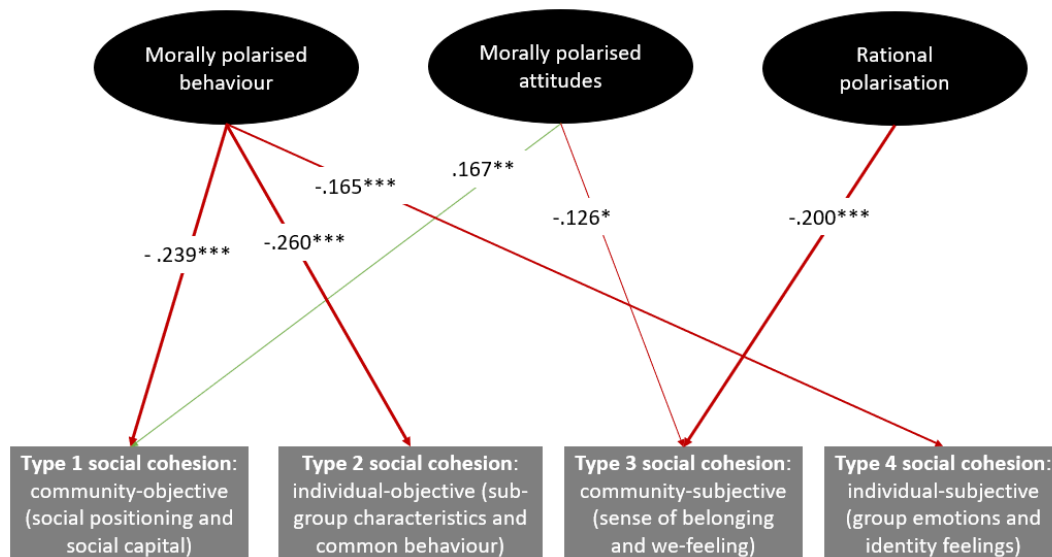 Morally polarised
behaviour
Morally polarised
attitudes
Rational
polarisation
.167**
-.165***
-.126*
-.200***
- .239***
-.260***
Type 1 social cohesion:
community-objective
(social positioning and
social capital)
Type 2 social cohesion:
individual-objective (sub-
group characteristics and
common behaviour)
Type 3 social cohesion:
community-subjective
(sense of belonging
and we-feeling)
Type 4 social cohesion:
individual-subjective
(group emotions and
identity feelings)